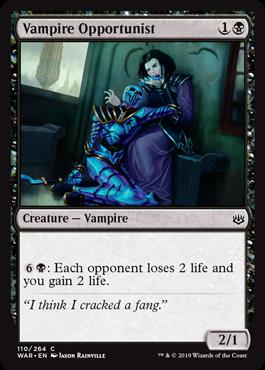 Vampire Opportunist 1
Creature — Vampire
6: Each opponent loses 2 life and
you gain 2 life.
“I think I cracked a fang.”
2/1
110/264 C
WAR • EN Jason Rainville
™ & © 2019 Wizards of the Coast